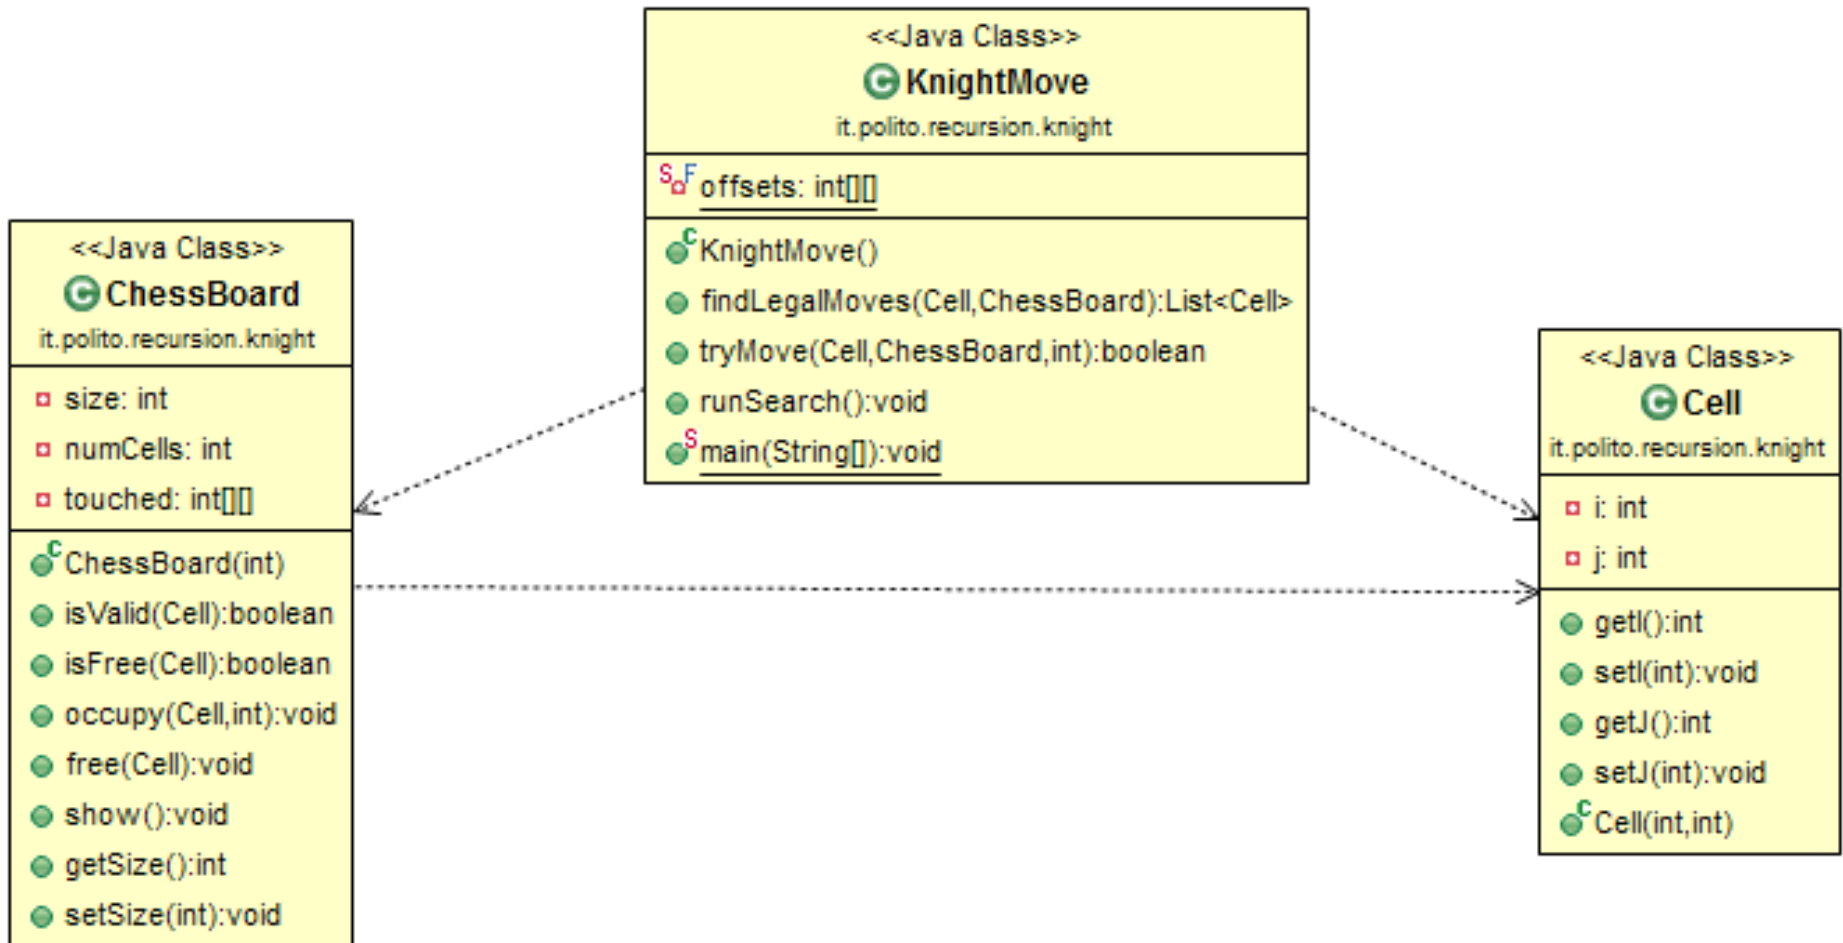 <<Java Class>>
KnightMove
it.polito.recursion.knight
offsets: int[][]
KnightMove()
findLegalMoves(Cell,ChessBoard):List<Cell>
tryMove(Cell,ChessBoard,int):boolean
runSearch():void
main(String[]):void
<<Java Class>>
ChessBoard
it.polito.recursion.knight
size: int
numCells: int
touched: int[][]
ChessBoard(int)
isValid(Cell):boolean
isFree(Cell):boolean
occupy(Cell,int):void
free(Cell):void
show():void
getSize():int
setSize(int):void
<<Java Class>>
Cell
it.polito.recursion.knight
i: int
j: int
getI():int
setI(int):void
getJ():int
setJ(int):void
Cell(int,int)